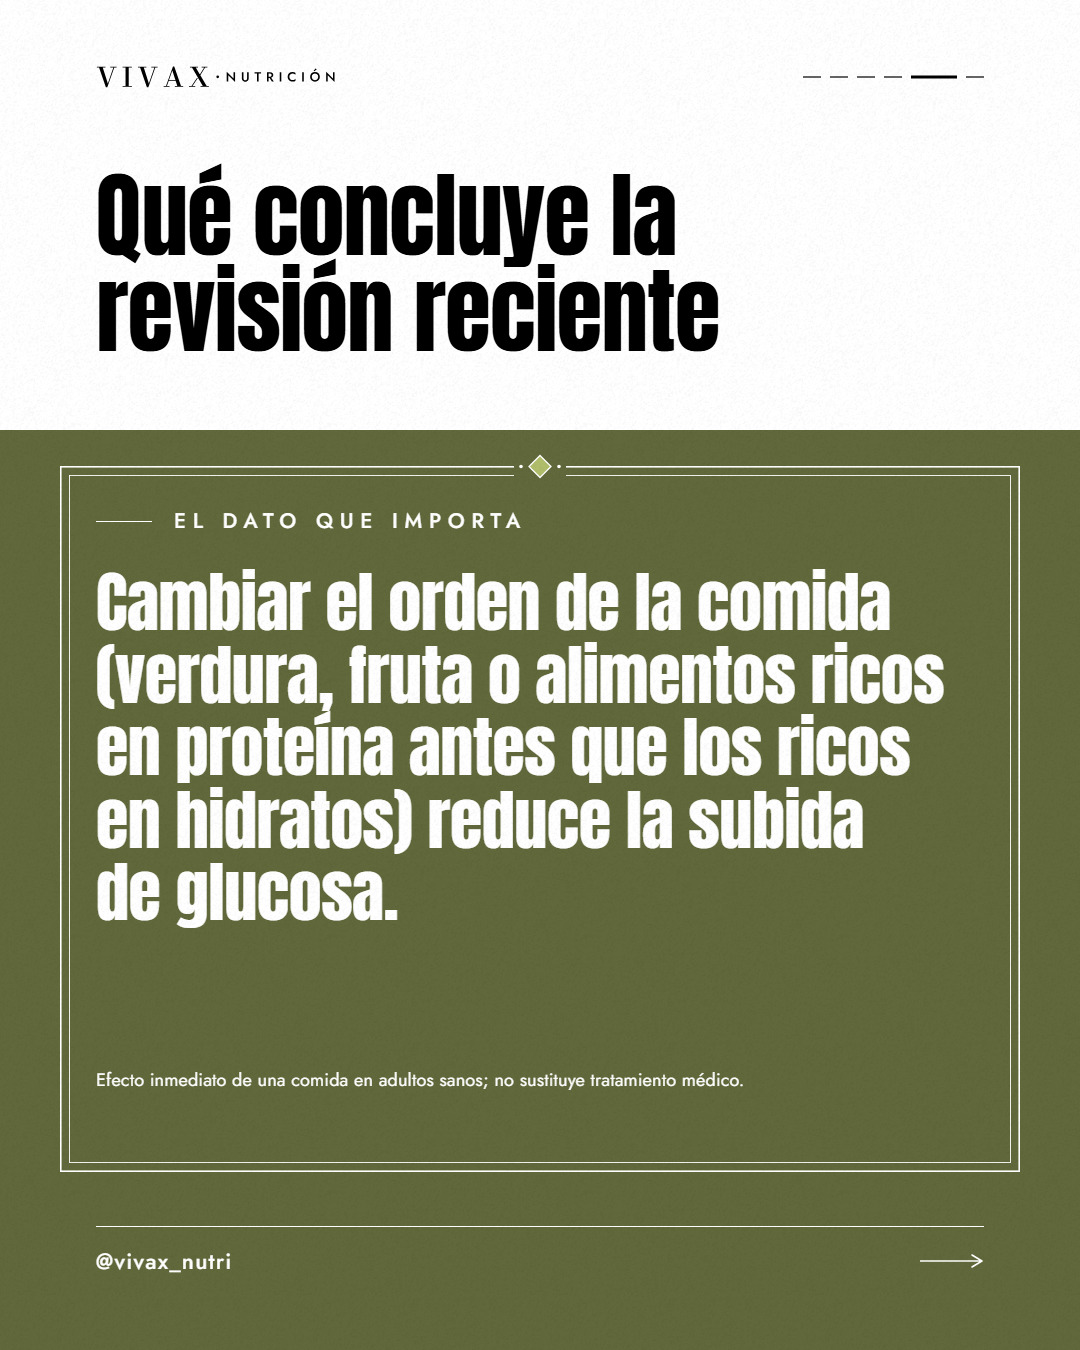 VIVAX·NUTRICIÓN
Qué concluye la
revisión reciente
EL DATO QUE IMPORTA
Cambiar el orden de la comida
(verdura, fruta o alimentos ricos
en proteína antes que los ricos
en hidratos) reduce la subida
de glucosa.
Efecto inmediato de una comida en adultos sanos; no sustituye tratamiento médico.
@vivax_nutri